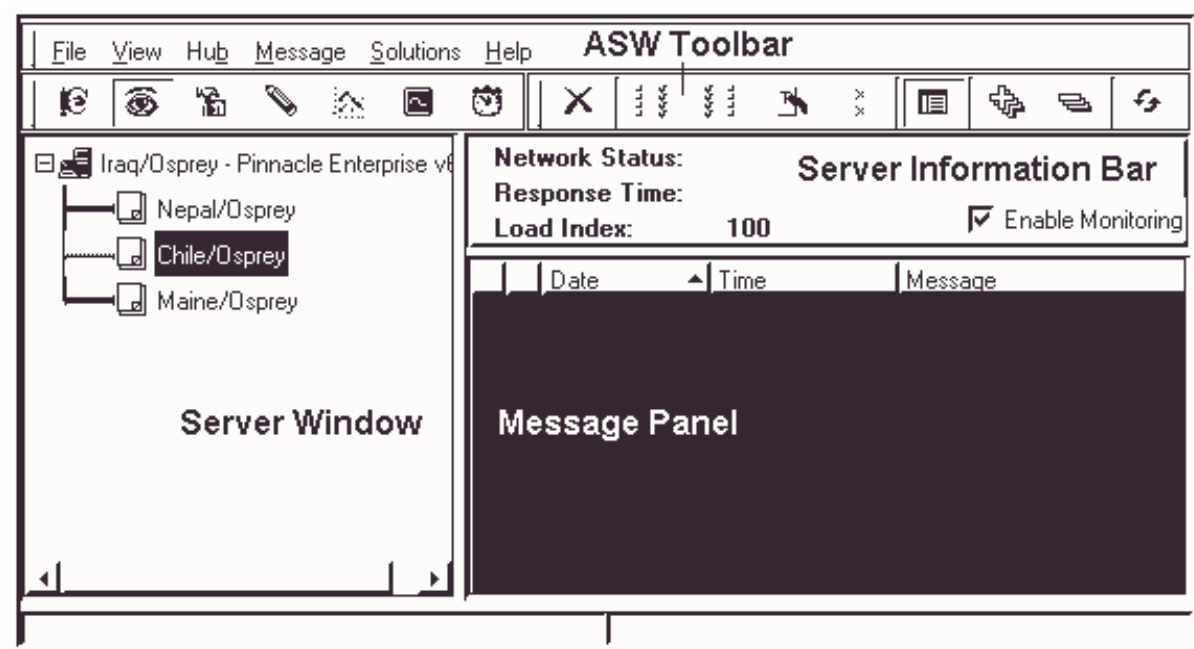 File View Hub Message Solutions Help
ASW Toolbar
Iraq/Osprey - Pinnacle Enterprise v6
Nepal/Osprey
Chile/Osprey
Maine/Osprey
Server Window
Network Status:
Response Time:
Load Index: 100
Server Information Bar
Enable Monitoring
Date Time Message
Message Panel